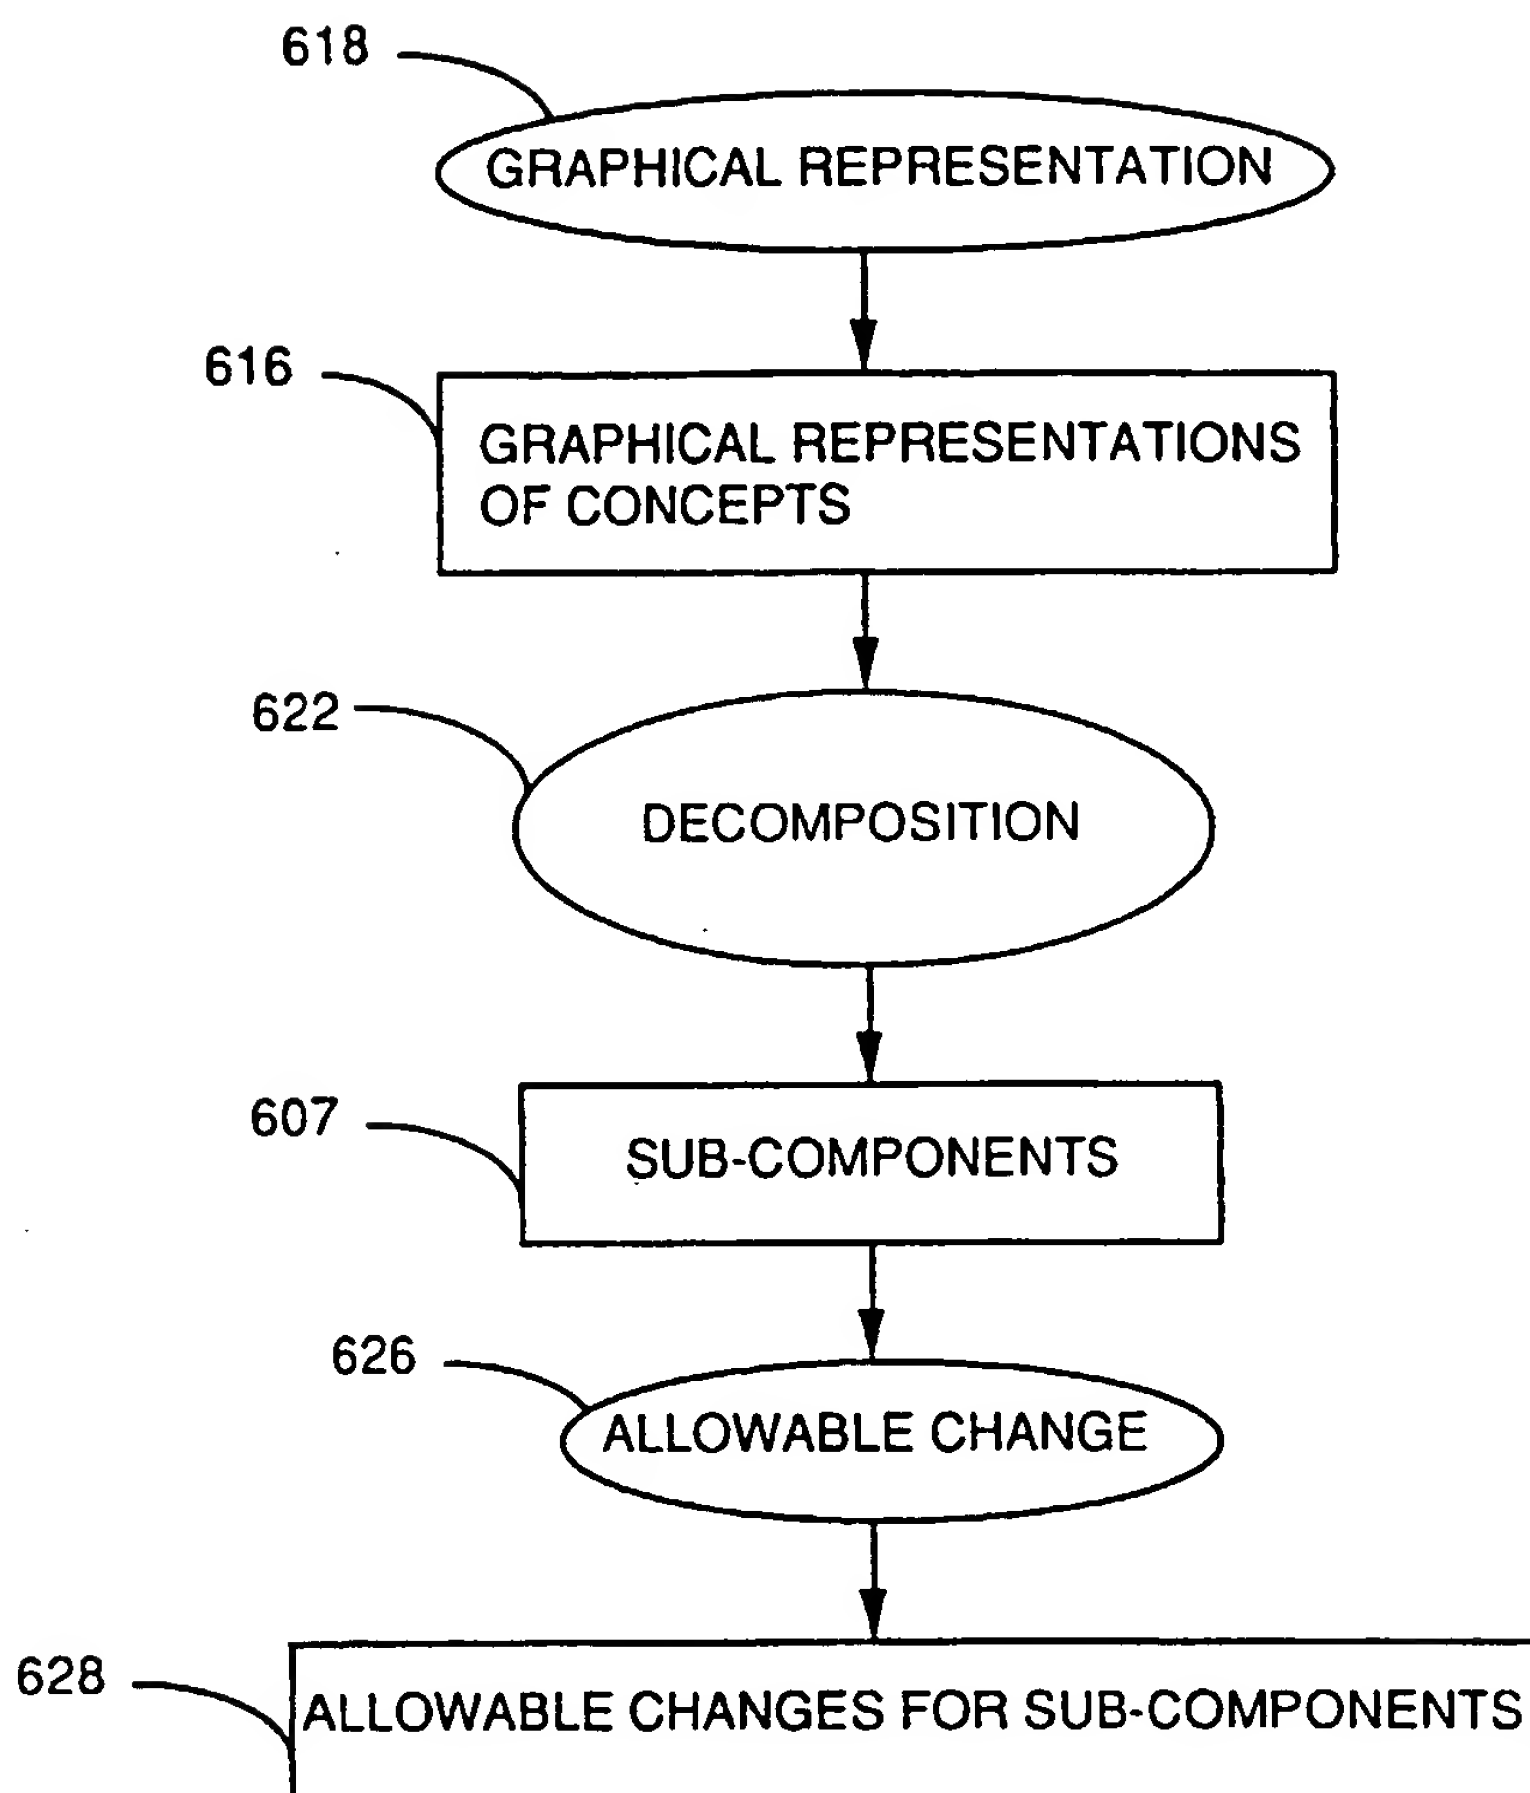 618
GRAPHICAL REPRESENTATION
616
GRAPHICAL REPRESENTATIONS
OF CONCEPTS
622
DECOMPOSITION
607
SUB-COMPONENTS
626
ALLOWABLE CHANGE
628
ALLOWABLE CHANGES FOR SUB-COMPONENTS